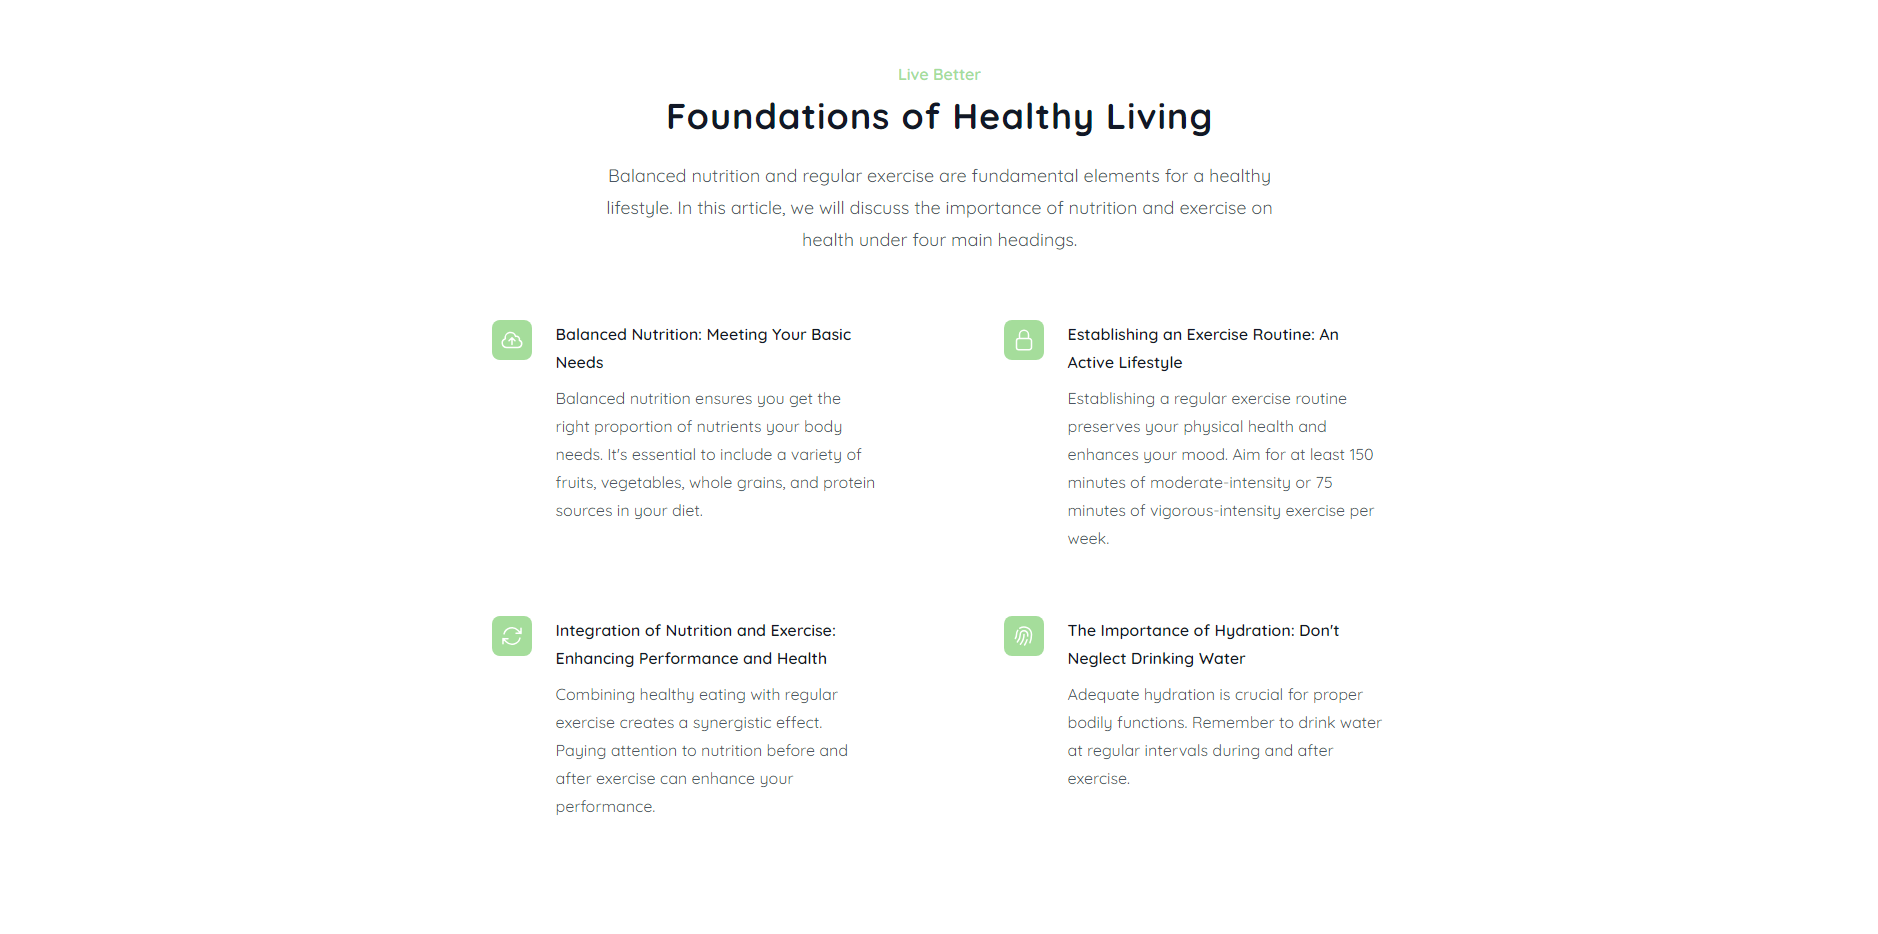 Live Better
Foundations of Healthy Living
Balanced nutrition and regular exercise are fundamental elements for a healthy
lifestyle. In this article, we will discuss the importance of nutrition and exercise on
health under four main headings.
Balanced Nutrition: Meeting Your Basic
Needs
Balanced nutrition ensures you get the
right proportion of nutrients your body
needs. It's essential to include a variety of
fruits, vegetables, whole grains, and protein
sources in your diet.
Establishing an Exercise Routine: An
Active Lifestyle
Establishing a regular exercise routine
preserves your physical health and
enhances your mood. Aim for at least 150
minutes of moderate-intensity or 75
minutes of vigorous-intensity exercise per
week.
Integration of Nutrition and Exercise:
Enhancing Performance and Health
Combining healthy eating with regular
exercise creates a synergistic effect.
Paying attention to nutrition before and
after exercise can enhance your
performance.
The Importance of Hydration: Don't
Neglect Drinking Water
Adequate hydration is crucial for proper
bodily functions. Remember to drink water
at regular intervals during and after
exercise.